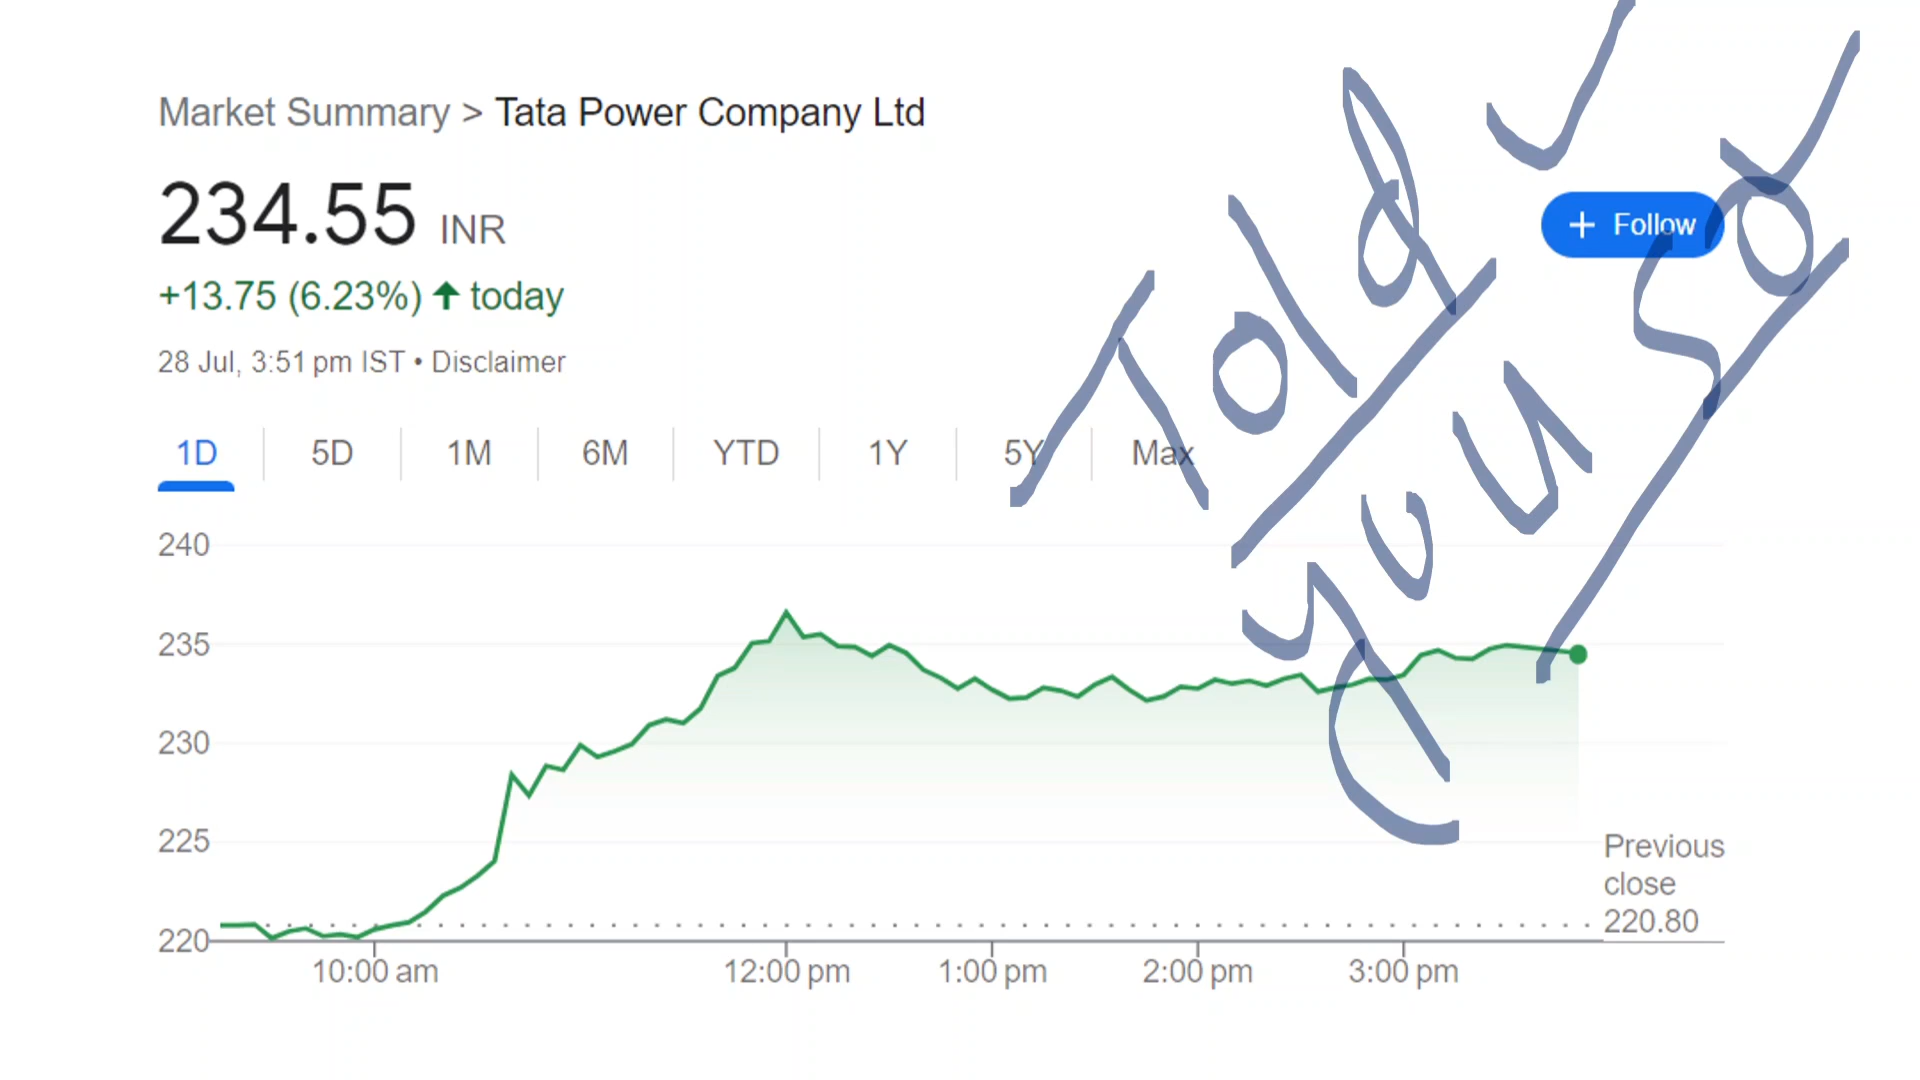 Market Summary > Tata Power Company Ltd
234.55 INR
+ Follow
+13.75 (6.23%) ↑ today
28 Jul, 3:51 pm IST • Disclaimer
1D 5D 1M 6M YTD 1Y 5Y Max
240
235
230
225
220
Previous
close
220.80
10:00 am 12:00 pm 1:00 pm 2:00 pm 3:00 pm
Told
you so